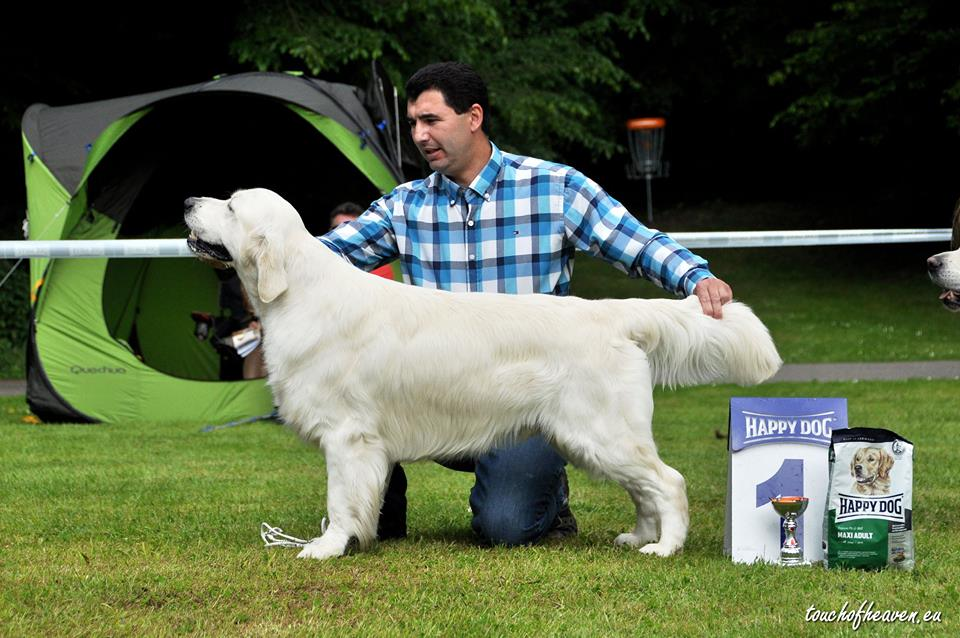 Quechua
HAPPY DOG
1
HAPPY DOG
MAXI ADULT
touchofheaven.eu